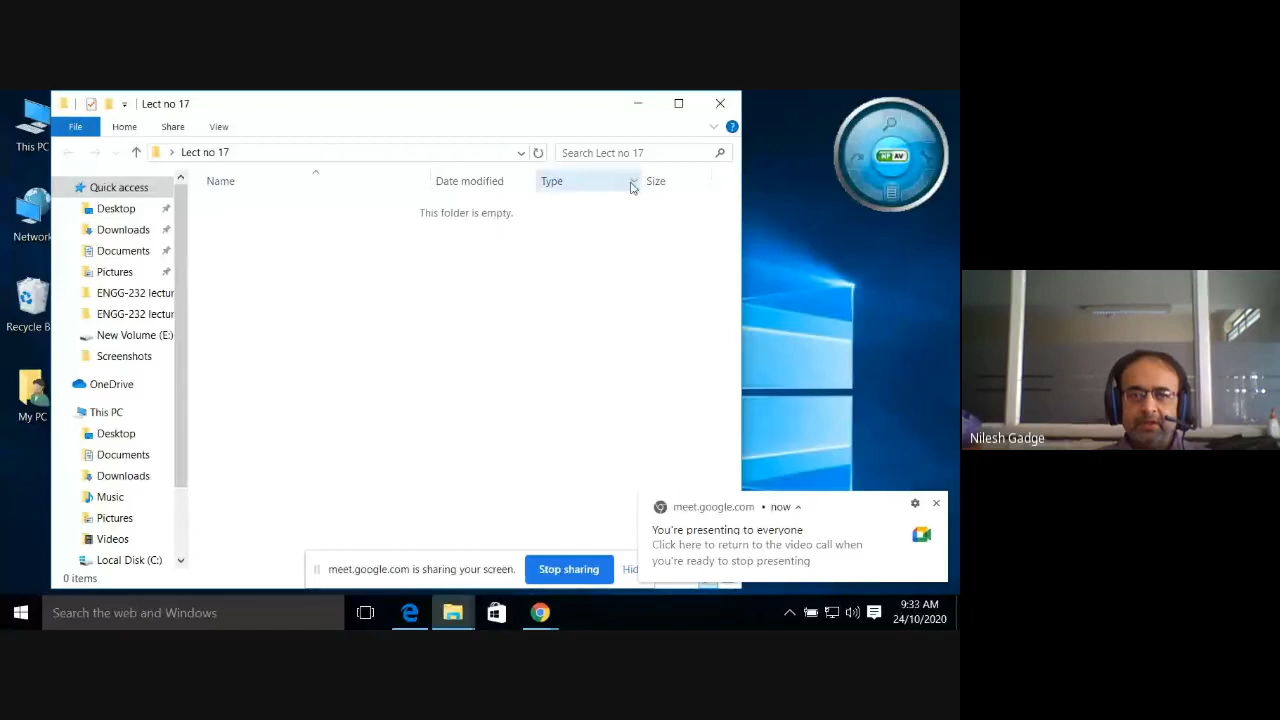 This PC
Network
Recycle B
My PC
Lect no 17
File Home Share View
Lect no 17
Search Lect no 17
Name Date modified Type Size
This folder is empty.
Quick access
Desktop
Downloads
Documents
Pictures
ENGG-232 lectur
ENGG-232 lectur
New Volume (E:)
Screenshots
OneDrive
This PC
Desktop
Documents
Downloads
Music
Pictures
Videos
Local Disk (C:)
0 items
NP AV
meet.google.com is sharing your screen. Stop sharing Hid
meet.google.com • now
You're presenting to everyone
Click here to return to the video call when
you're ready to stop presenting
Search the web and Windows
9:33 AM
24/10/2020
Nilesh Gadge